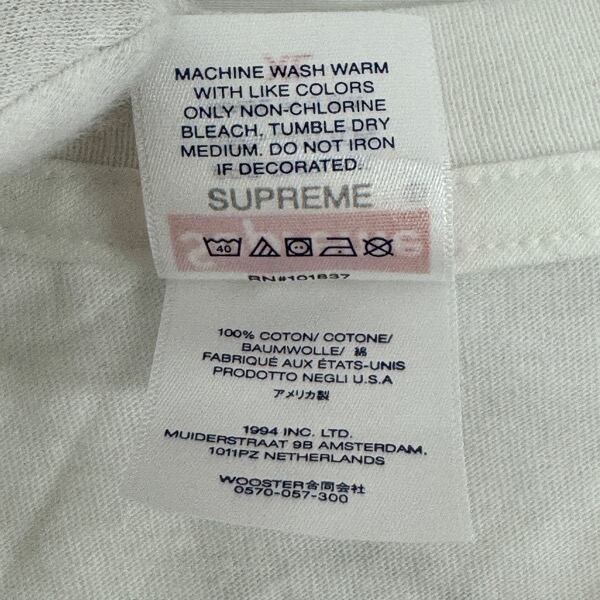 MACHINE WASH WARM
WITH LIKE COLORS
ONLY NON-CHLORINE
BLEACH. TUMBLE DRY
MEDIUM. DO NOT IRON
IF DECORATED.
SUPREME
40
RN#101837
100% COTON/ COTONE/
BAUMWOLLE/ 綿
FABRIQUÉ AUX ÉTATS-UNIS
PRODOTTO NEGLI U.S.A
アメリカ製
1994 INC. LTD.
MUIDERSTRAAT 9B AMSTERDAM.
1011PZ NETHERLANDS
WOOSTER合同会社
0570-057-300